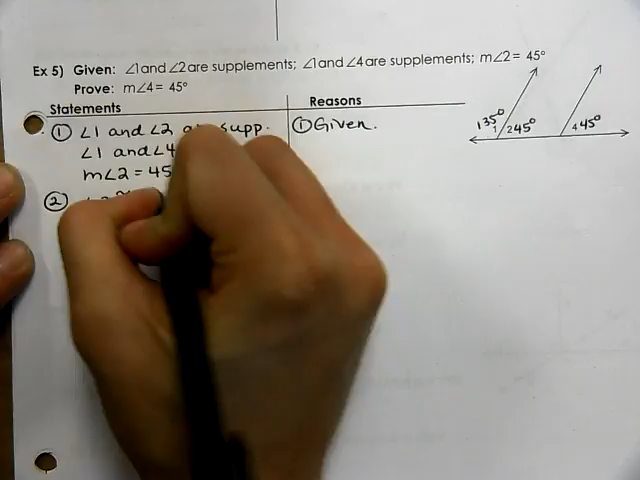 Ex 5) Given: ∠1 and ∠2 are supplements; ∠1 and ∠4 are supplements; m∠2 = 45°
Prove: m∠4 = 45°
Statements Reasons
① ∠1 and ∠2 supp. ① Given.
∠1 and ∠4
m∠2 = 45
②
135° 1 2 45° 4 45°